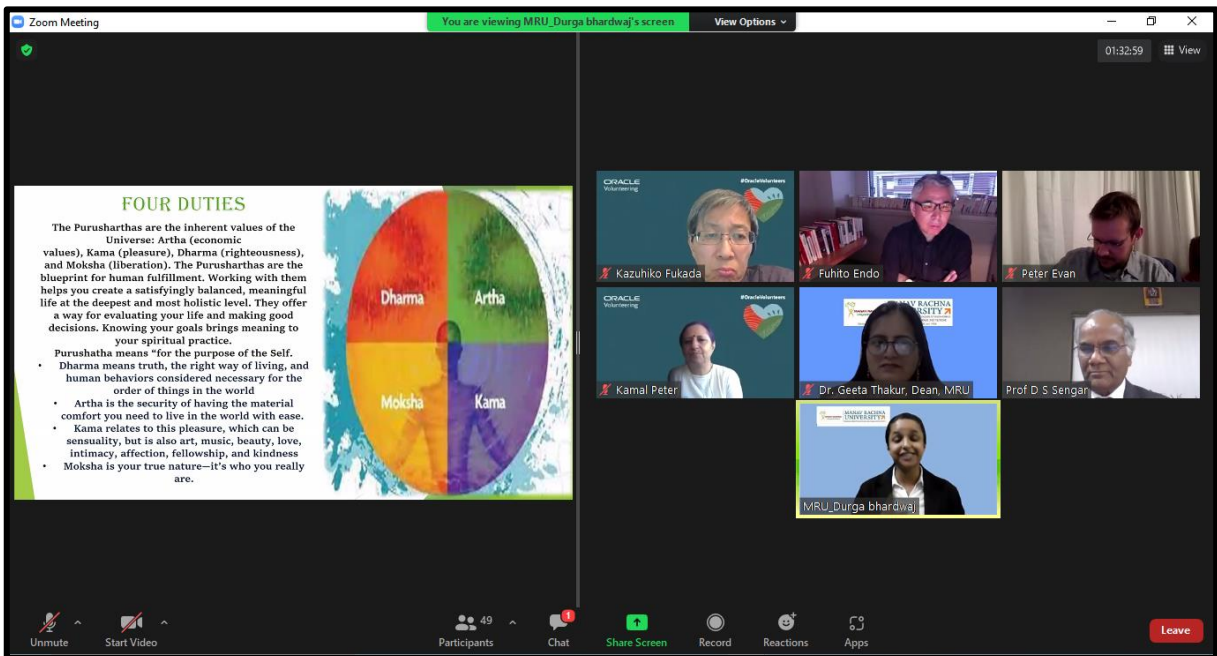 Zoom Meeting
You are viewing MRU_Durga bhardwaj's screen
View Options
01:32:59
View
FOUR DUTIES
The Purusharthas are the inherent values of the
Universe: Artha (economic
values), Kama (pleasure), Dharma (righteousness),
and Moksha (liberation). The Purusharthas are the
blueprint for human fulfillment. Working with them
helps you create a satisfyingly balanced, meaningful
life at the deepest and most holistic level. They offer
a way for evaluating your life and making good
decisions. Knowing your goals brings meaning to
your spiritual practice.
Purushatha means “for the purpose of the Self.
• Dharma means truth, the right way of living, and
human behaviors considered necessary for the
order of things in the world
• Artha is the security of having the material
comfort you need to live in the world with ease.
• Kama relates to this pleasure, which can be
sensuality, but is also art, music, beauty, love,
intimacy, affection, fellowship, and kindness
• Moksha is your true nature—it's who you really
are.
Dharma
Artha
Moksha
Kama
ORACLE
Volunteering
#OracleVolunteers
Kazuhiko Fukada
Fuhito Endo
Peter Evan
ORACLE
Volunteering
#OracleVolunteers
Kamal Peter
NAV RACHNA
ERSITY
Dr. Geeta Thakur, Dean, MRU
Prof D S Sengar
MANAV RACHNA
UNIVERSITY
MRU_Durga bhardwaj
Unmute
Start Video
49
Participants
1
Chat
Share Screen
Record
Reactions
Apps
Leave